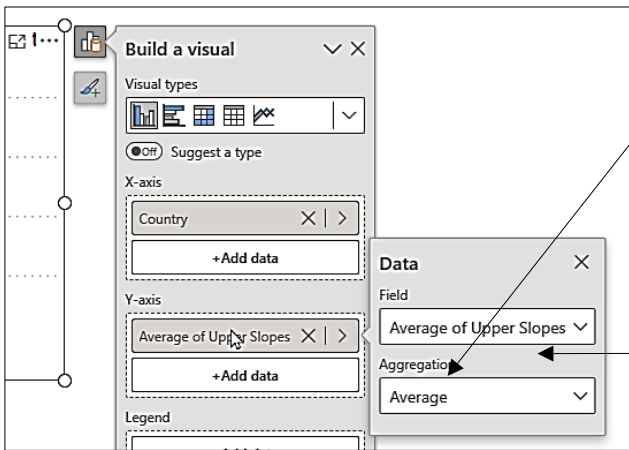 Build a visual
Visual types
Off Suggest a type
X-axis
Country
+Add data
Y-axis
Average of Upper Slopes
+Add data
Legend
Data
Field
Average of Upper Slopes
Aggregation
Average